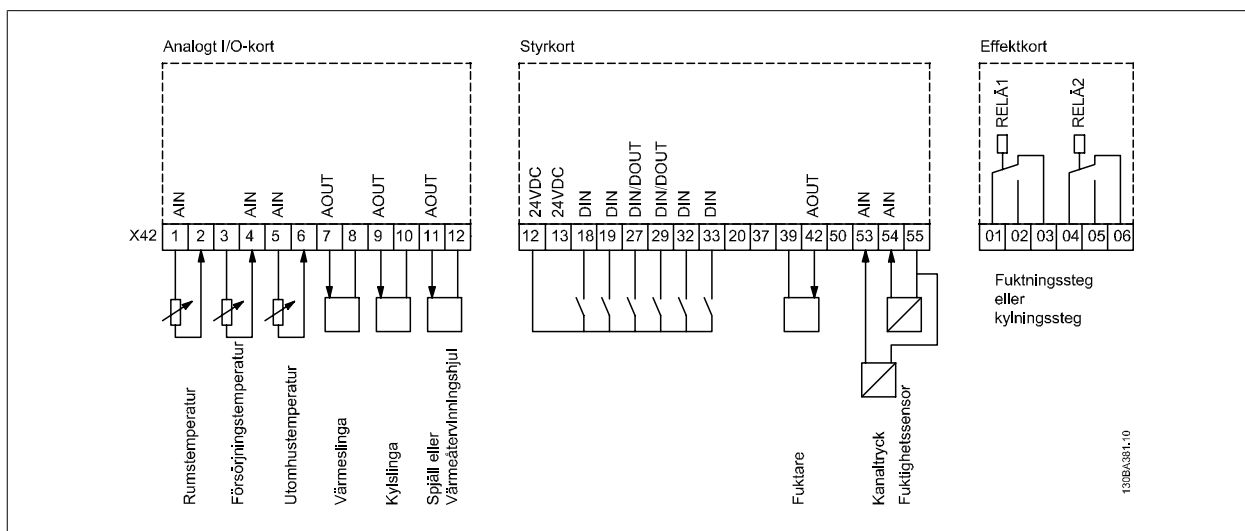 Analogt I/O-kort
Styrkort
Effektkort
AIN
AIN
AIN
AOUT
AOUT
AOUT
24VDC
24VDC
DIN
DIN
DIN/DOUT
DIN/DOUT
DIN
DIN
AOUT
AIN
AIN
RELÄ1
RELÄ2
X42 1 2 3 4 5 6 7 8 9 10 11 12
12 13 18 19 27 29 32 33 20 37 39 42 50 53 54 55
01 02 03 04 05 06
Fuktningssteg
eller
kylningssteg
Rumstemperatur
Försörjningstemperatur
Utomhustemperatur
Värmeslinga
Kylslinga
Spjäll eller
Värmeåtervinningshjul
Fuktare
Kanaltryck
Fuktighetssensor
130BA381.10